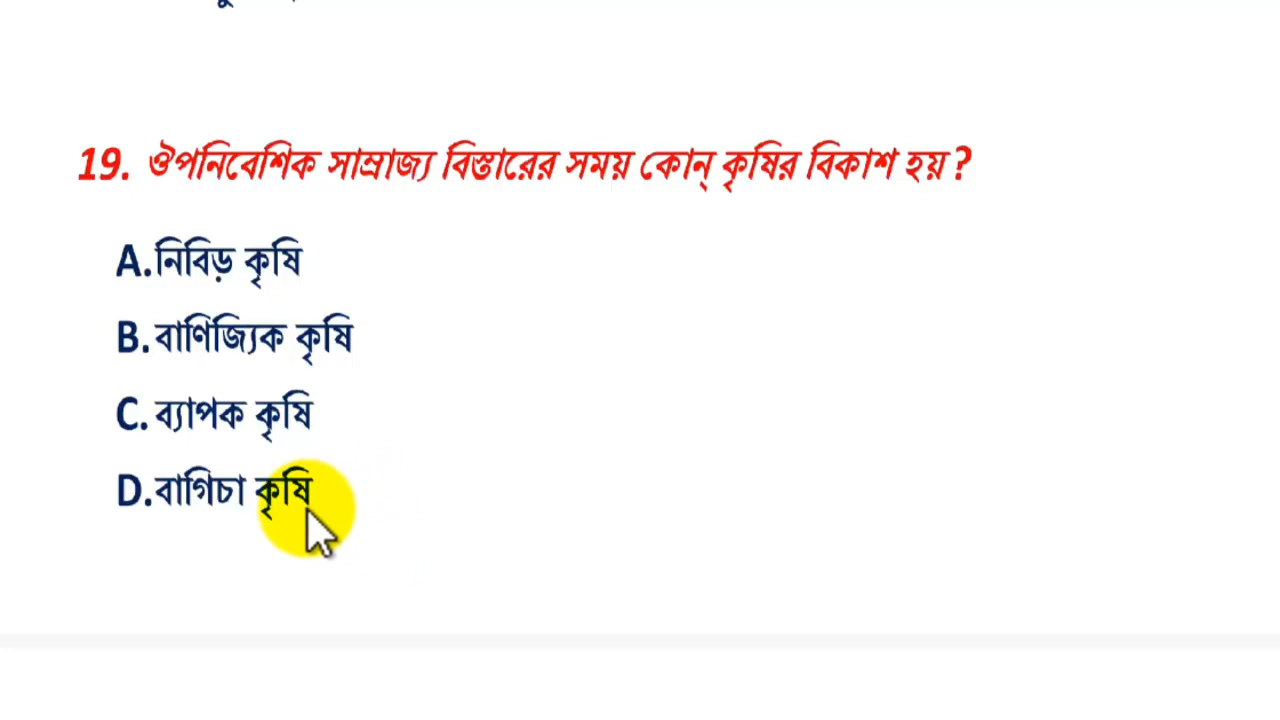 19. ঔপনিবেশিক সাম্রাজ্য বিস্তারের সময় কোন্ কৃষির বিকাশ হয় ?
A.নিবিড় কৃষি
B.বাণিজ্যিক কৃষি
C.ব্যাপক কৃষি
D.বাগিচা কৃষি